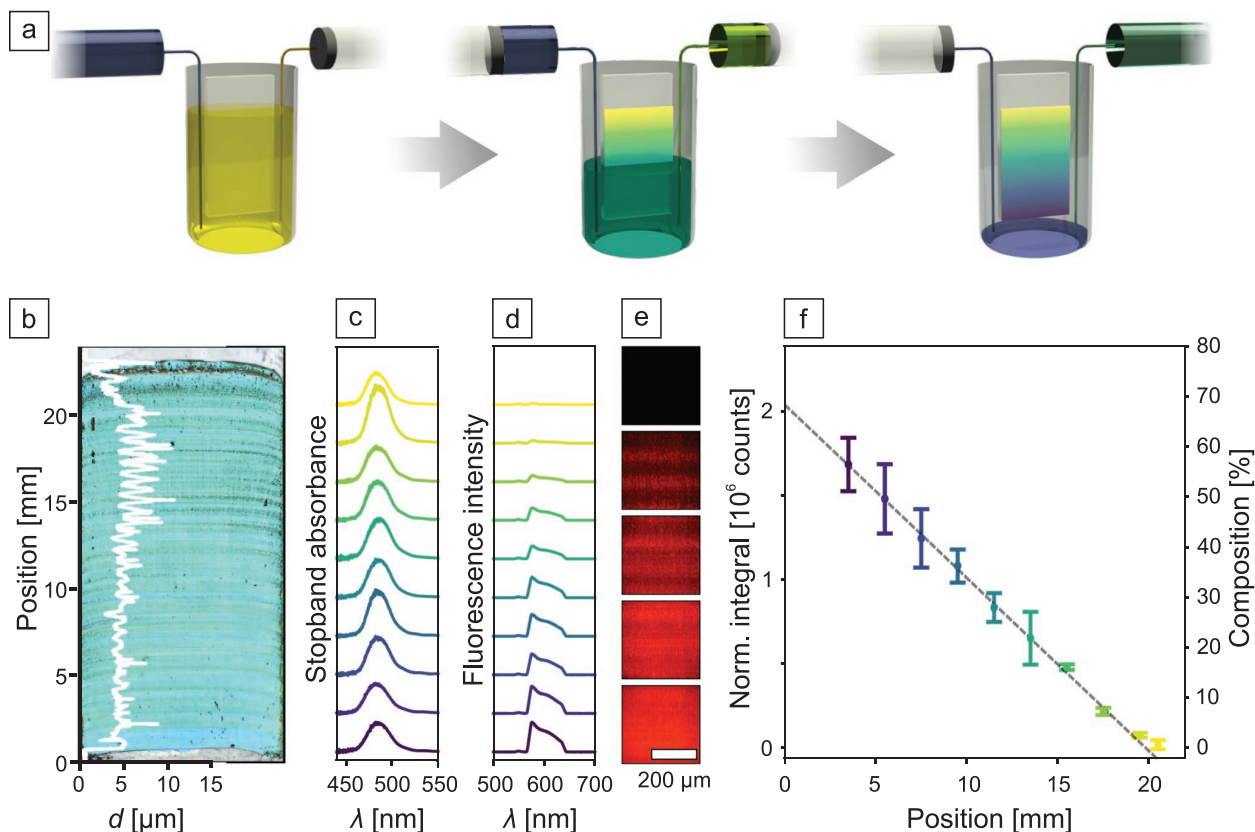 a
b
c
d
e
f
Position [mm]
20
15
10
5
0
0 5 10 15
d [µm]
Stopband absorbance
450 500 550
λ [nm]
Fluorescence intensity
500 600 700
λ [nm]
200 µm
Norm. integral [10⁶ counts]
2
1
0
0 5 10 15 20
Position [mm]
80
70
60
50
40
30
20
10
0
Composition [%]